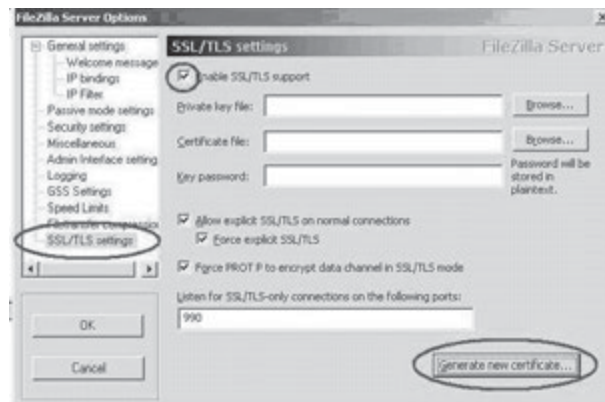 FileZilla Server Options
General settings
Welcome message
IP bindings
IP Filter
Passive mode settings
Security settings
Miscellaneous
Admin Interface setting
Logging
GSS Settings
Speed Limits
Filetransfer compression
SSL/TLS settings
OK
Cancel
SSL/TLS settings
FileZilla Server
Enable SSL/TLS support
Private key file:
Browse...
Certificate file:
Browse...
Key password:
Password will be
stored in
plaintext.
Allow explicit SSL/TLS on normal connections
Force explicit SSL/TLS
Force PROT P to encrypt data channel in SSL/TLS mode
Listen for SSL/TLS-only connections on the following ports:
990
Generate new certificate...